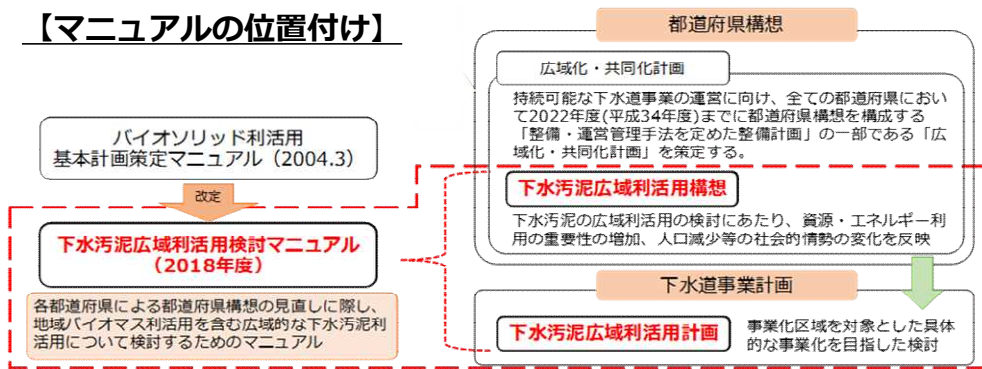 【マニュアルの位置付け】
バイオソリッド利活用
基本計画策定マニュアル（2004.3）
改定
下水汚泥広域利活用検討マニュアル
（2018年度）
各都道府県による都道府県構想の見直しに際し、
地域バイオマス利活用を含む広域的な下水汚泥利
活用について検討するためのマニュアル
都道府県構想
広域化・共同化計画
持続可能な下水道事業の運営に向け、全ての都道府県におい
て2022年度(平成34年度)までに都道府県構想を構成する
「整備・運営管理手法を定めた整備計画」の一部である「広
域化・共同化計画」を策定する。
下水汚泥広域利活用構想
下水汚泥の広域利活用の検討にあたり、資源・エネルギー利
用の重要性の増加、人口減少等の社会的情勢の変化を反映
下水道事業計画
下水汚泥広域利活用計画
事業化区域を対象とした具体
的な事業化を目指した検討